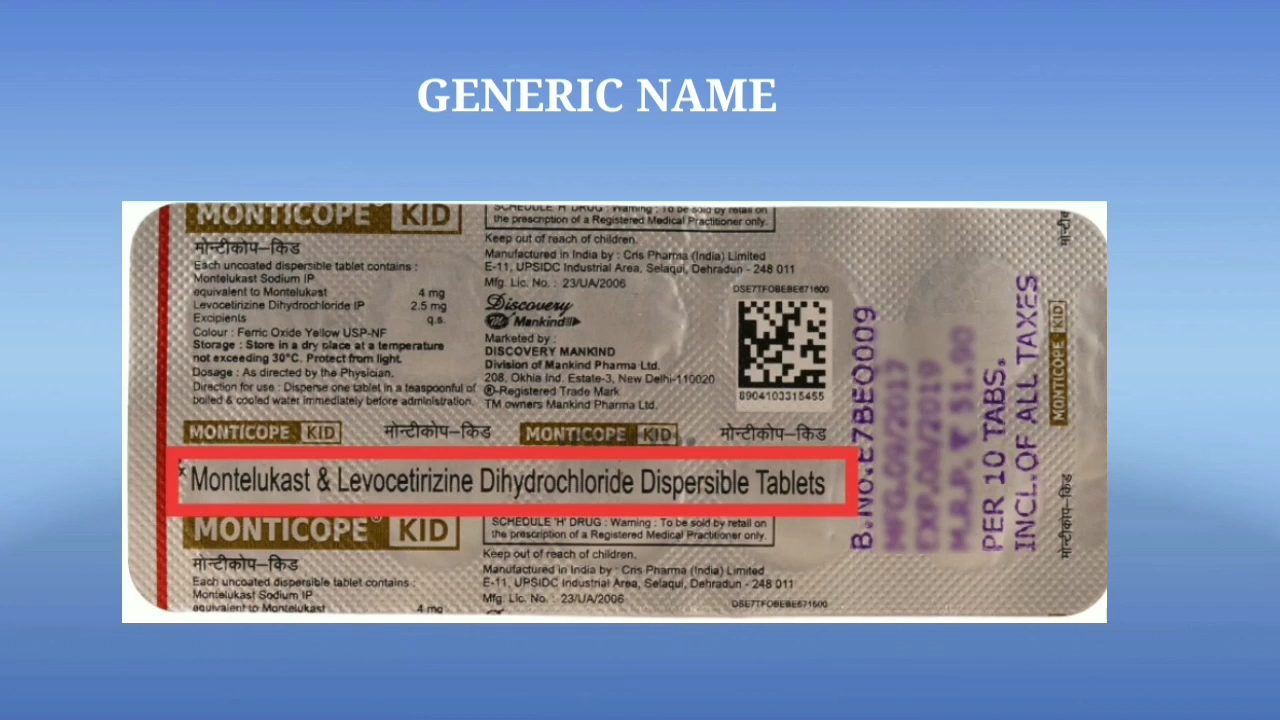 GENERIC NAME
MONTICOPE® KID
मोन्टीकोप–किड
Each uncoated dispersible tablet contains :
Montelukast Sodium IP
equivalent to Montelukast 4 mg
Levocetirizine Dihydrochloride IP 2.5 mg
Excipients q.s.
Colour : Ferric Oxide Yellow USP-NF
Storage : Store in a dry place at a temperature
not exceeding 30°C. Protect from light.
Dosage : As directed by the Physician.
Direction for use : Disperse one tablet in a teaspoonful of
boiled & cooled water immediately before administration.
SCHEDULE 'H' DRUG : Warning : To be sold by retail on
the prescription of a Registered Medical Practitioner only.
Keep out of reach of children.
Manufactured in India by : Cris Pharma (India) Limited
E-11, UPSIDC Industrial Area, Selaqui, Dehradun - 248 011
Mfg. Lic. No. : 23/UA/2006
Discovery
Mankind
Marketed by :
DISCOVERY MANKIND
Division of Mankind Pharma Ltd.
208, Okhla Ind. Estate-3, New Delhi-110020
®-Registered Trade Mark
TM owners Mankind Pharma Ltd.
DSE7TFOBEBE671600
8904103315455
MONTICOPE KID मोन्टीकोप–किड MONTICOPE KID मोन्टीकोप–किड
Montelukast & Levocetirizine Dihydrochloride Dispersible Tablets
MONTICOPE® KID
मोन्टीकोप–किड
Each uncoated dispersible tablet contains :
Montelukast Sodium IP
equivalent to Montelukast 4 mg
SCHEDULE 'H' DRUG : Warning : To be sold by retail on
the prescription of a Registered Medical Practitioner only.
Keep out of reach of children.
Manufactured in India by : Cris Pharma (India) Limited
E-11, UPSIDC Industrial Area, Selaqui, Dehradun - 248 011
Mfg. Lic. No. : 23/UA/2006
DSE7TFOBEBE671600
B.NO.E7BEO009
MFG.09/2017
EXP.08/2019
M.R.P. ₹ 51.90
PER 10 TABS.
INCL.OF ALL TAXES
MONTICOPE KID
मोन्टीकोप–किड